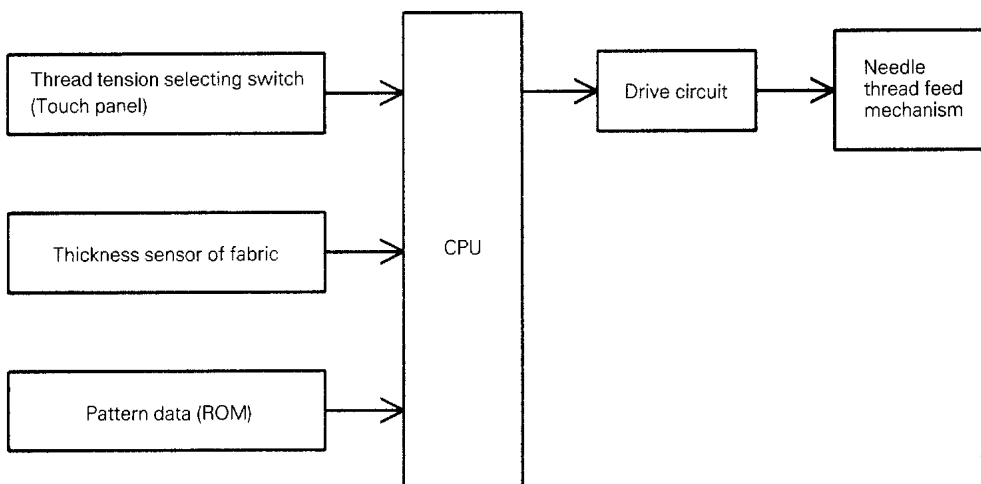 Thread tension selecting switch
(Touch panel)
Thickness sensor of fabric
Pattern data (ROM)
CPU
Drive circuit
Needle
thread feed
mechanism